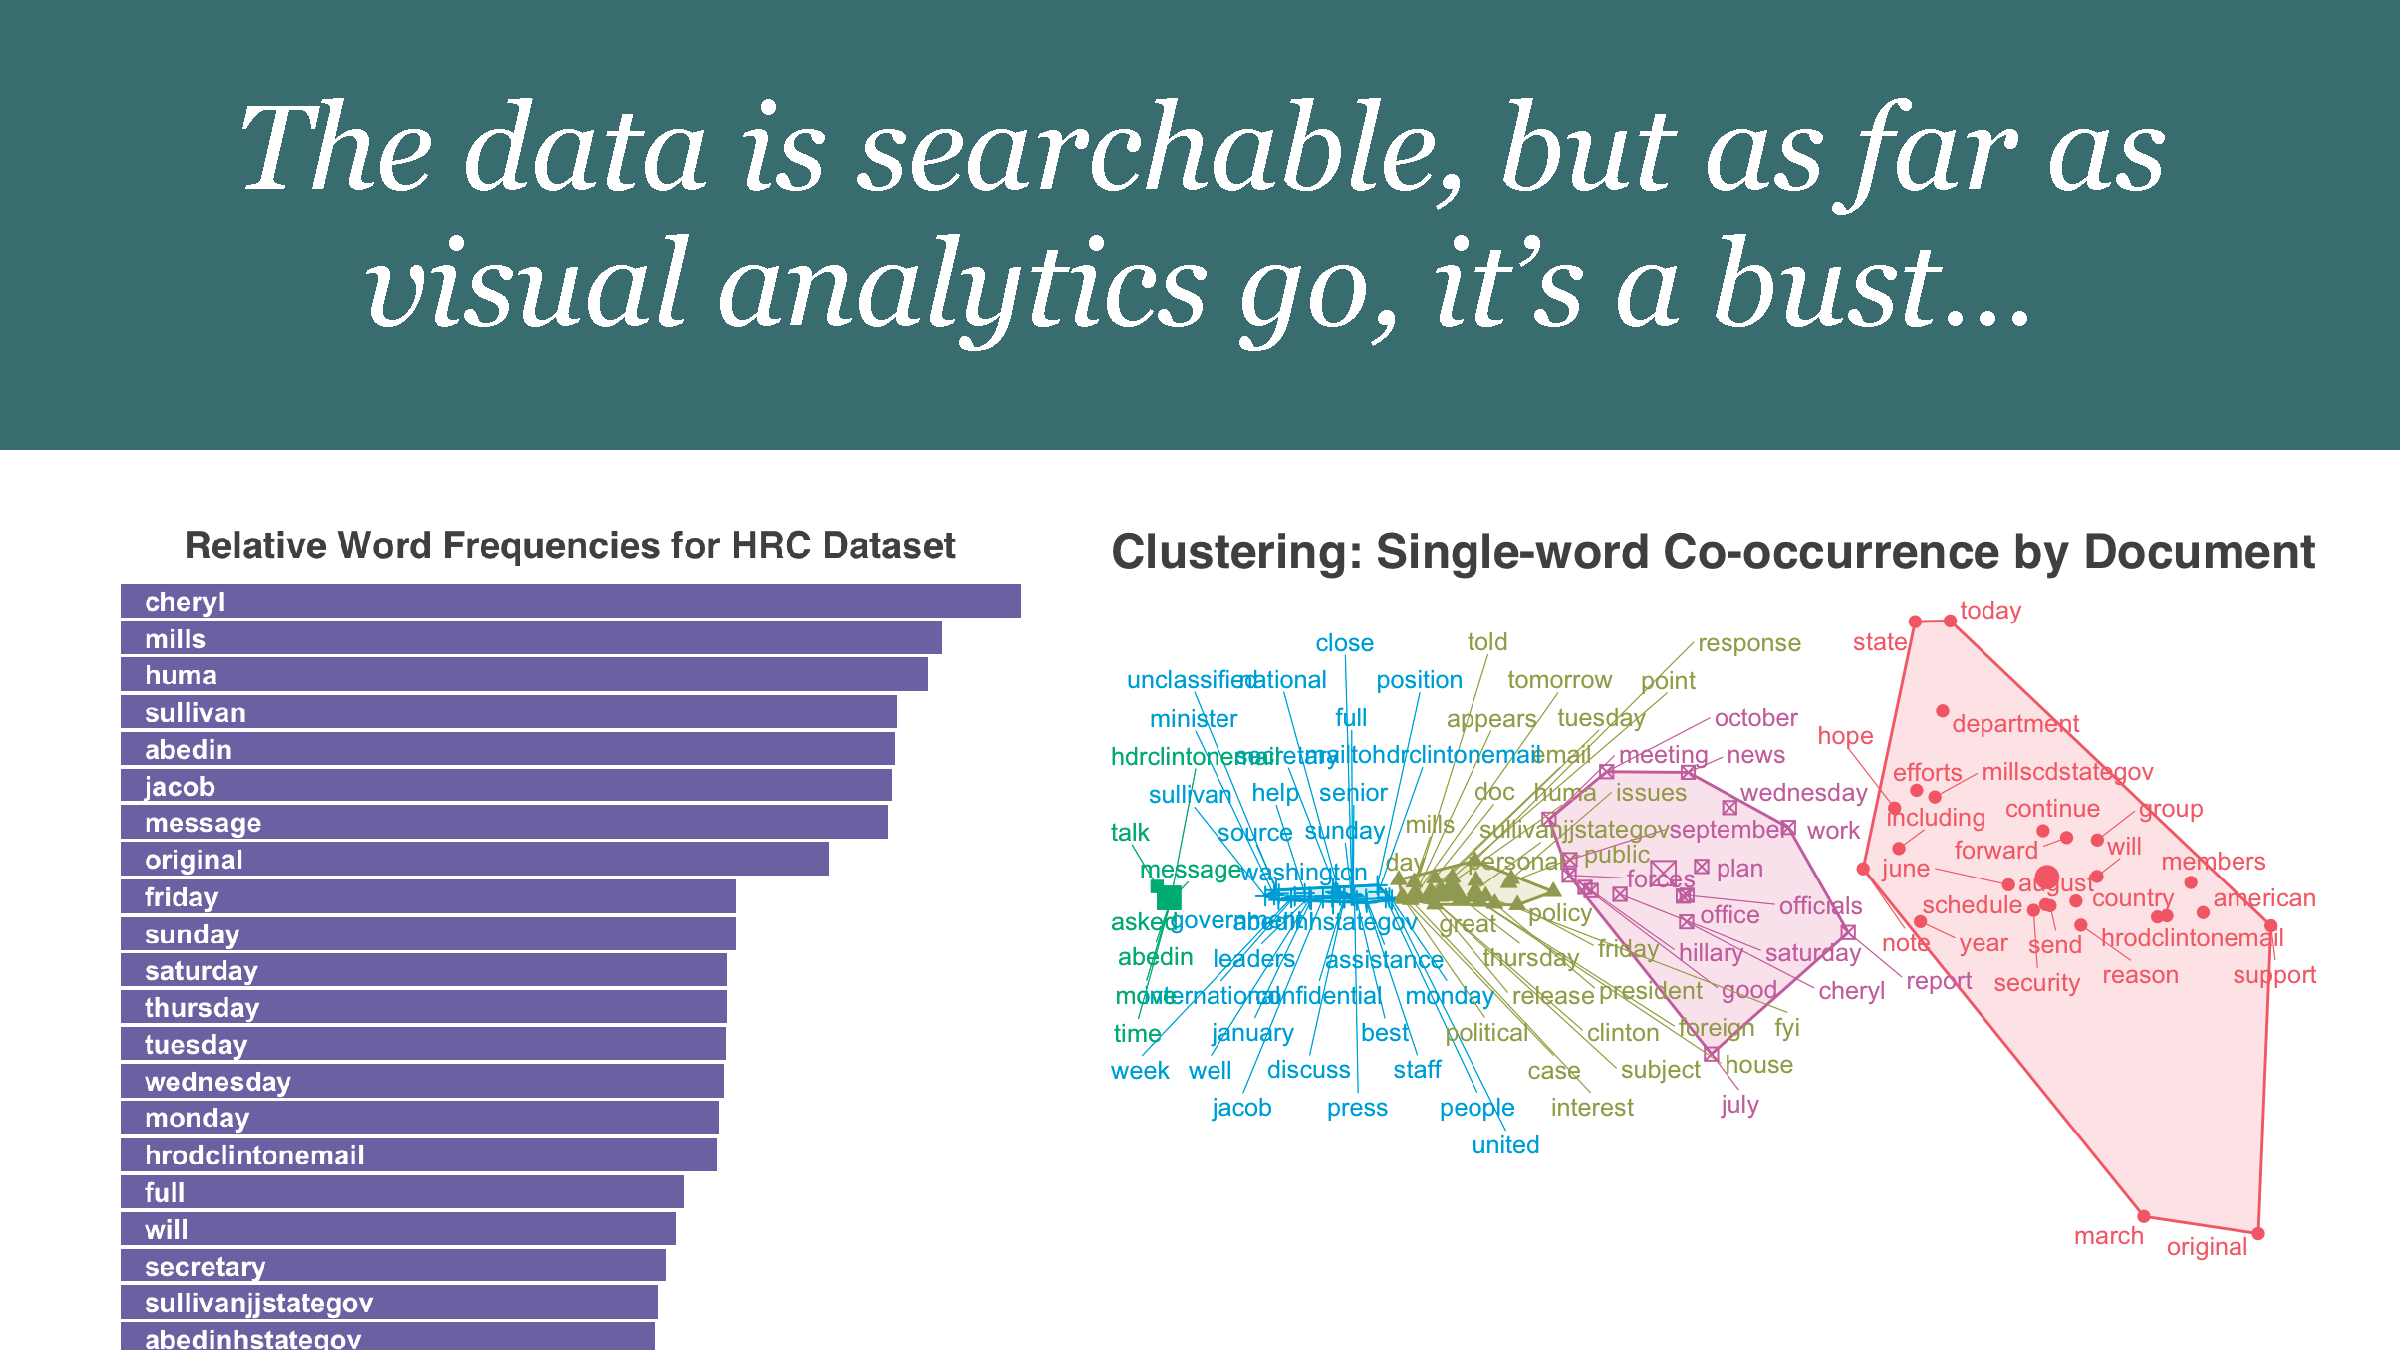 The data is searchable, but as far as
visual analytics go, it’s a bust...
Relative Word Frequencies for HRC Dataset
cheryl
mills
huma
sullivan
abedin
jacob
message
original
friday
sunday
saturday
thursday
tuesday
wednesday
monday
hrodclintonemail
full
will
secretary
sullivanjjstategov
abedinhstategov
Clustering: Single-word Co-occurrence by Document
close
told
response
today
state
unclassified
national
position
tomorrow
point
minister
full
appears
tuesday
october
department
hope
hdrclintonemail
secretary
mailtohdrclintonemail
email
meeting
news
efforts
millscdstategov
sullivan
help
senior
doc
huma
issues
wednesday
continue
group
including
talk
source
sunday
mills
sullivanjjstategov
september
work
forward
will
message
washington
day
personal
public
plan
june
members
forces
august
country
american
schedule
asked
government
abedinhstategov
great
policy
office
officials
note
year
send
hrodclintonemail
abedin
leaders
assistance
thursday
friday
hillary
saturday
security
reason
support
move
international
confidential
monday
release
president
good
cheryl
report
time
january
best
political
clinton
foreign
fyi
week
well
discuss
staff
case
subject
house
jacob
press
people
interest
july
united
march
original